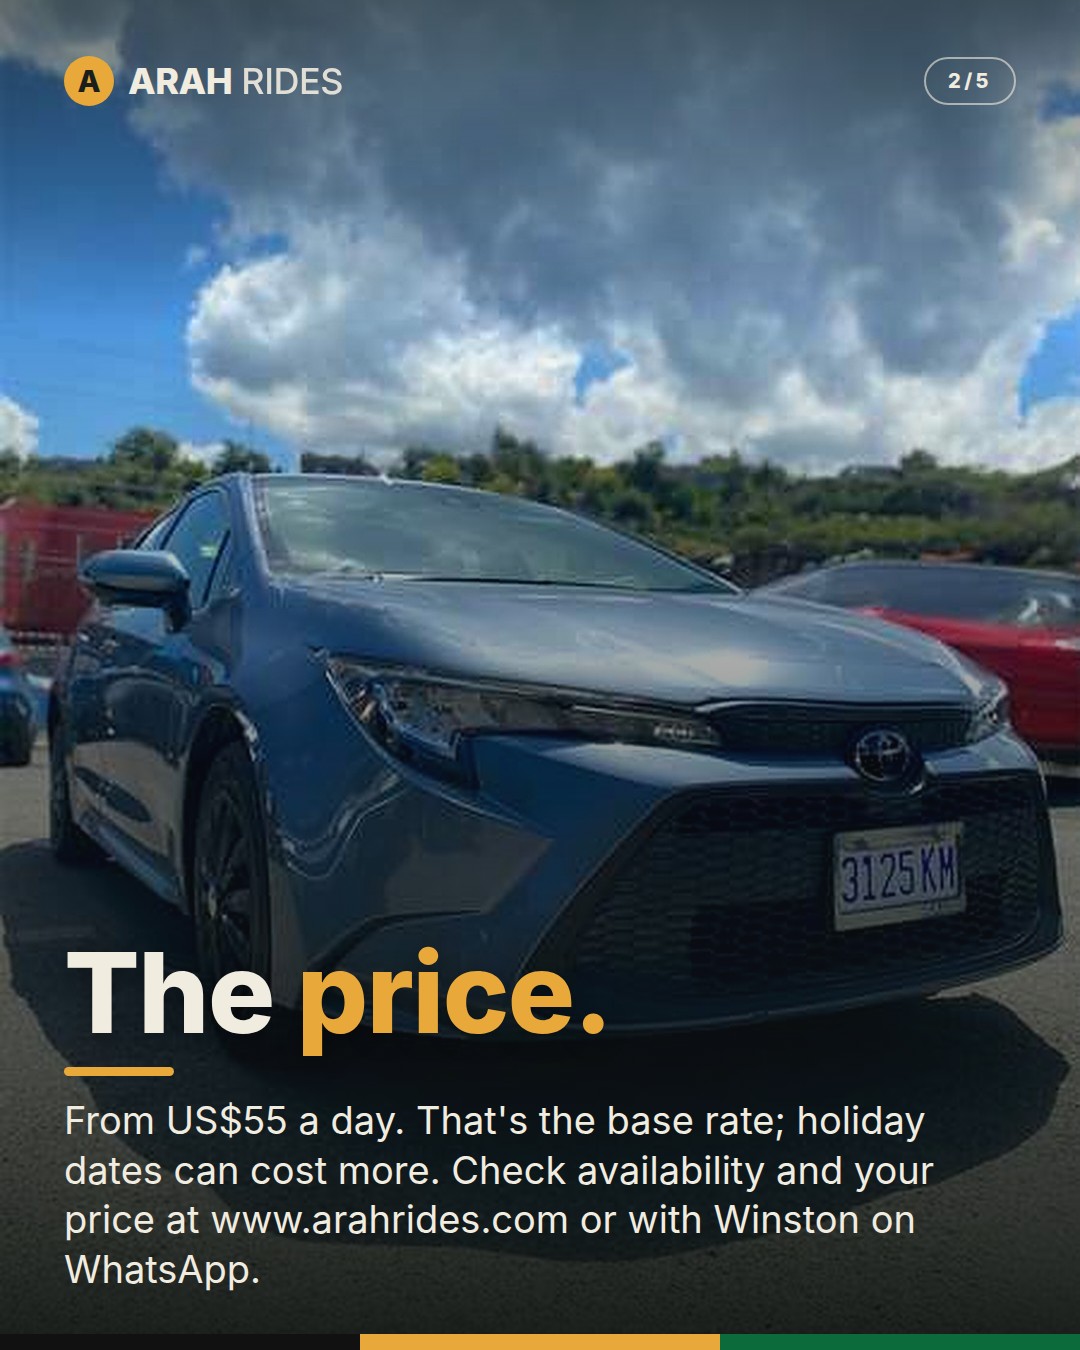 A ARAH RIDES
2/5
3125 KM
The price.
From US$55 a day. That's the base rate; holiday
dates can cost more. Check availability and your
price at www.arahrides.com or with Winston on
WhatsApp.